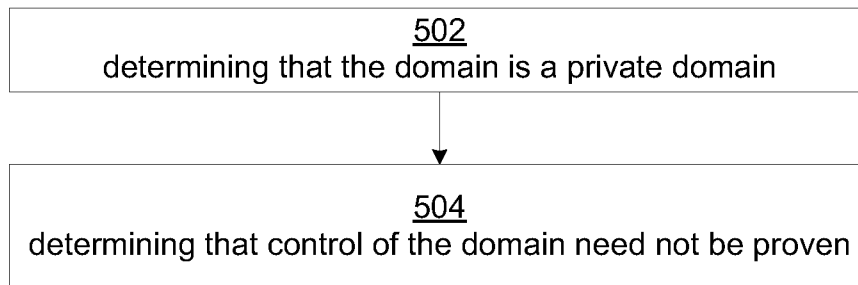 502
determining that the domain is a private domain
504
determining that control of the domain need not be proven